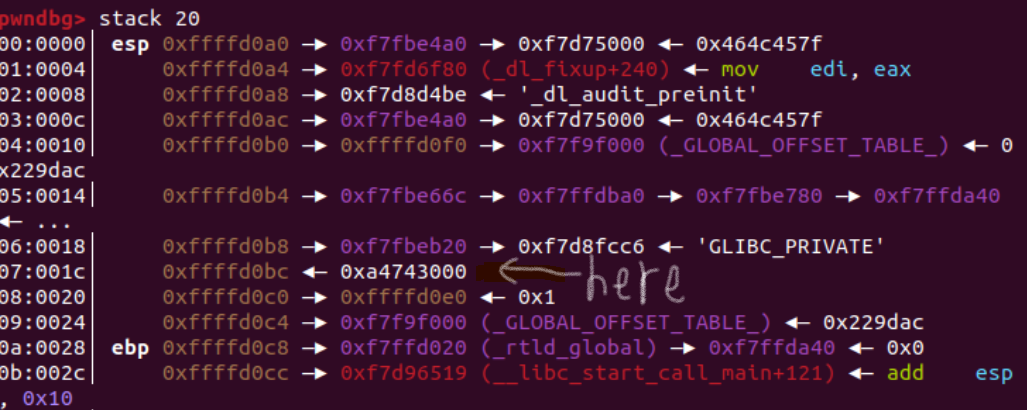 pwndbg> stack 20
00:0000│ esp 0xffffd0a0 —▸ 0xf7fbe4a0 —▸ 0xf7d75000 ◂— 0x464c457f
01:0004│     0xffffd0a4 —▸ 0xf7fd6f80 (_dl_fixup+240) ◂— mov    edi, eax
02:0008│     0xffffd0a8 —▸ 0xf7d8d4be ◂— '_dl_audit_preinit'
03:000c│     0xffffd0ac —▸ 0xf7fbe4a0 —▸ 0xf7d75000 ◂— 0x464c457f
04:0010│     0xffffd0b0 —▸ 0xffffd0f0 —▸ 0xf7f9f000 (_GLOBAL_OFFSET_TABLE_) ◂— 0
x229dac
05:0014│     0xffffd0b4 —▸ 0xf7fbe66c —▸ 0xf7ffdba0 —▸ 0xf7fbe780 —▸ 0xf7ffda40
◂— ...
06:0018│     0xffffd0b8 —▸ 0xf7fbeb20 —▸ 0xf7d8fcc6 ◂— 'GLIBC_PRIVATE'
07:001c│     0xffffd0bc ◂— 0xa4743000 ← here
08:0020│     0xffffd0c0 —▸ 0xffffd0e0 ◂— 0x1
09:0024│     0xffffd0c4 —▸ 0xf7f9f000 (_GLOBAL_OFFSET_TABLE_) ◂— 0x229dac
0a:0028│ ebp 0xffffd0c8 —▸ 0xf7ffd020 (_rtld_global) —▸ 0xf7ffda40 ◂— 0x0
0b:002c│     0xffffd0cc —▸ 0xf7d96519 (__libc_start_call_main+121) ◂— add    esp
, 0x10